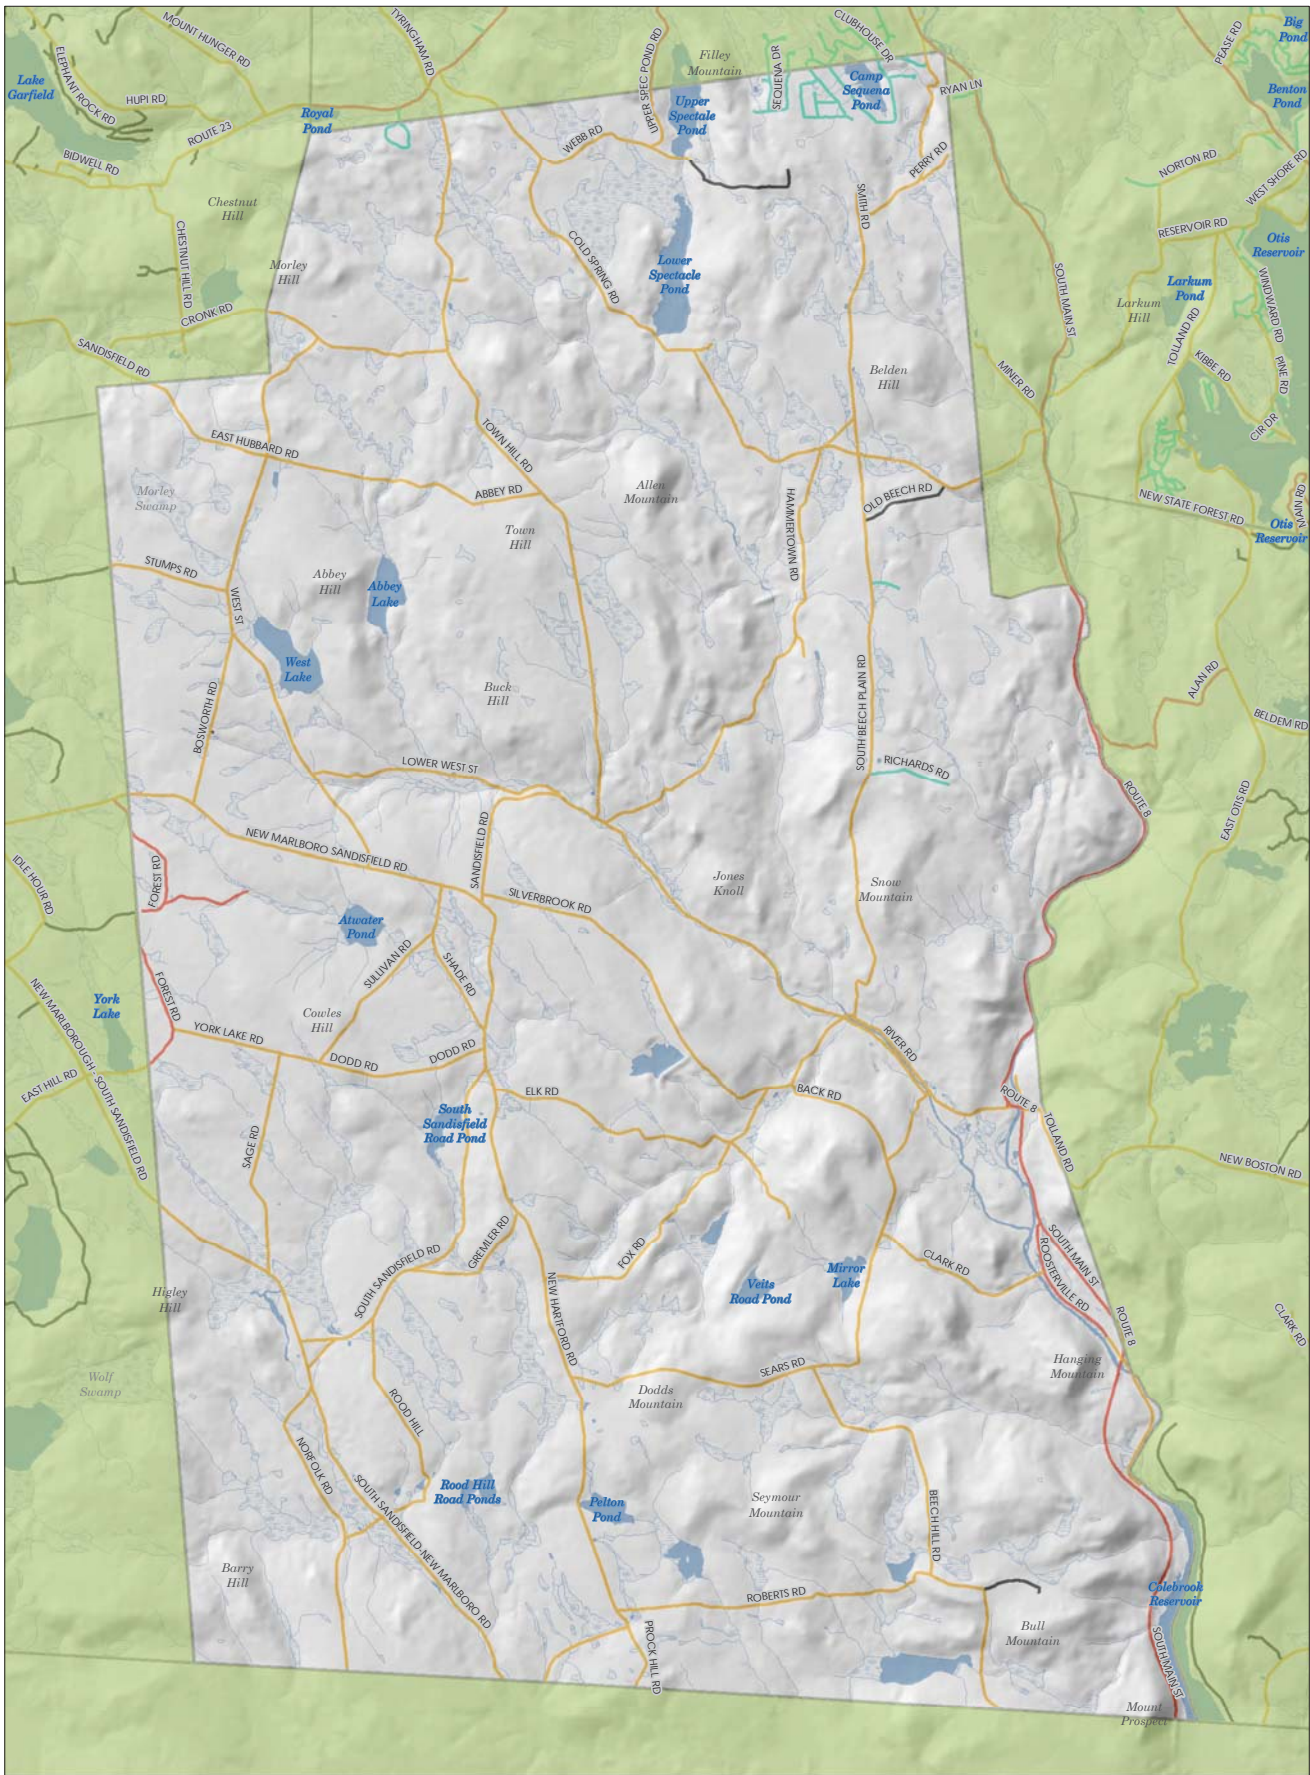 MOUNT HUNGER RD
TYRINGHAM RD
UPPER SPEC POND RD
Filley
Mountain
SEQUENA DR
CLUBHOUSE DR
PEASE RD
Big
Pond
Lake
Garfield
ELEPHANT ROCK RD
HUPI RD
ROUTE 23
Royal
Pond
Upper
Spectale
Pond
Camp
Sequena
Pond
RYAN LN
Benton
Pond
BIDWELL RD
WEBB RD
PERRY RD
NORTON RD
WEST SHORE RD
Chestnut
Hill
CHESTNUT HILL RD
Morley
Hill
COLD SPRING RD
Lower
Spectacle
Pond
SMITH RD
SOUTH MAIN ST
RESERVOIR RD
Otis
Reservoir
Larkum
Pond
Larkum
Hill
WINDWARD RD
CRONK RD
SANDISFIELD RD
TOLLAND RD
KIBBE RD
PINE RD
Belden
Hill
MINER RD
CIR DR
EAST HUBBARD RD
TOWN HILL RD
Morley
Swamp
ABBEY RD
Allen
Mountain
HAMMERTOWN RD
OLD BEECH RD
NEW STATE FOREST RD
MAIN RD
Otis
Reservoir
Town
Hill
STUMPS RD
Abbey
Hill
Abbey
Lake
WEST ST
West
Lake
BOSWORTH RD
Buck
Hill
SOUTH BEECH PLAIN RD
ALAN RD
BELDEM RD
LOWER WEST ST
RICHARDS RD
ROUTE 8
EAST OTIS RD
NEW MARLBORO SANDISFIELD RD
SANDISFIELD RD
IDLE HOUR RD
FOREST RD
SILVERBROOK RD
Jones
Knoll
Snow
Mountain
Atwater
Pond
SULLIVAN RD
SHADE RD
FOREST RD
York
Lake
NEW MARLBOROUGH - SOUTH SANDISFIELD RD
YORK LAKE RD
Cowles
Hill
DODD RD
DODD RD
RIVER RD
EAST HILL RD
ELK RD
BACK RD
ROUTE 8
TOLLAND RD
South
Sandisfield
Road Pond
SAGE RD
NEW BOSTON RD
GREMLER RD
SOUTH SANDISFIELD RD
FOX RD
CLARK RD
SOUTH MAIN ST
ROOSTERVILLE RD
Higley
Hill
NEW HARTFORD RD
Veits
Road Pond
Mirror
Lake
ROUTE 8
CLARK RD
Wolf
Swamp
SEARS RD
Hanging
Mountain
Dodds
Mountain
ROOD HILL
NORFOLK RD
SOUTH SANDISFIELD-NEW MARLBORO RD
Rood Hill
Road Ponds
Pelton
Pond
Seymour
Mountain
BEECH HILL RD
Barry
Hill
ROBERTS RD
Colebrook
Reservoir
PROCK HILL RD
Bull
Mountain
SOUTH MAIN ST
Mount
Prospect